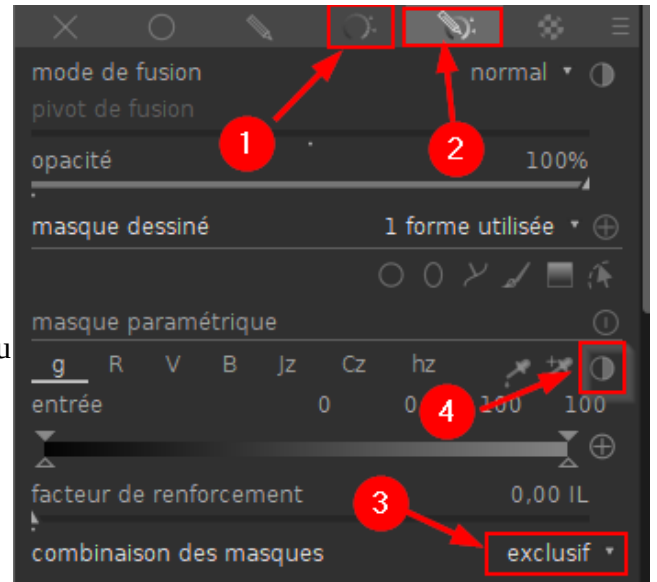 mode de fusion normal
pivot de fusion
1
2
opacité 100%
masque dessiné 1 forme utilisée
masque paramétrique
u
g R V B Jz Cz hz
entrée 0 0 100 100
4
facteur de renforcement 0,00 IL
3
combinaison des masques exclusif